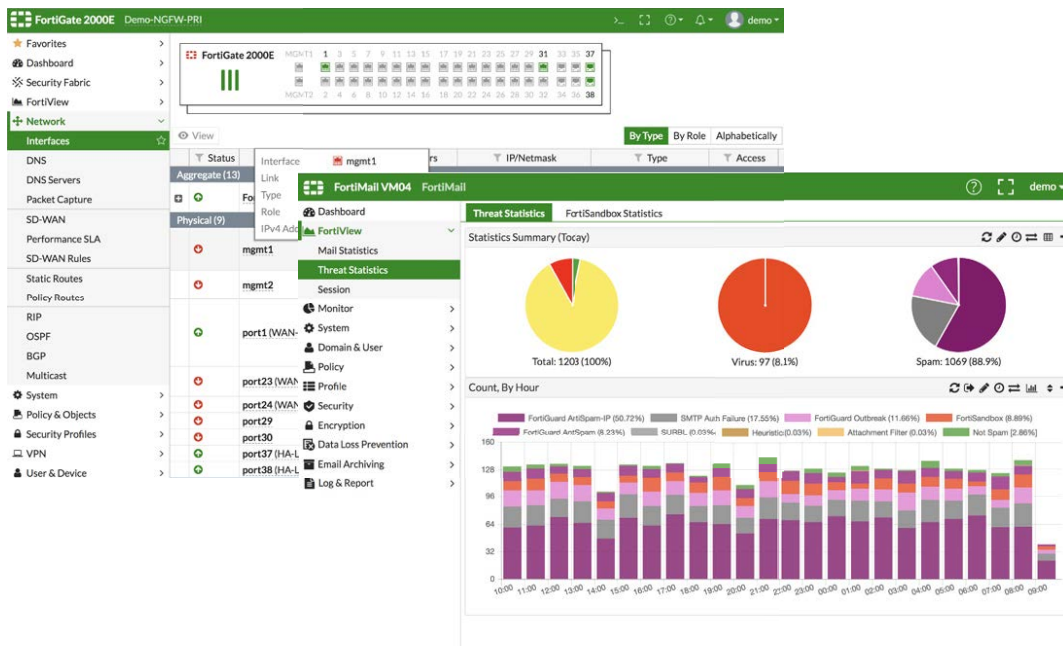 FortiGate 2000E Demo-NGFW-PRI
demo
Favorites
Dashboard
Security Fabric
FortiView
Network
Interfaces
DNS
DNS Servers
Packet Capture
SD-WAN
Performance SLA
SD-WAN Rules
Static Routes
Policy Routes
RIP
OSPF
BGP
Multicast
System
Policy & Objects
Security Profiles
VPN
User & Device
FortiGate 2000E
MGMT1 1 3 5 7 9 11 13 15 17 19 21 23 25 27 29 31 33 35 37
MGMT2 2 4 6 8 10 12 14 16 18 20 22 24 26 28 30 32 34 36 38
View
By Type By Role Alphabetically
Status rs IP/Netmask Type Access
Aggregate (13)
Fo
Physical (9)
mgmt1
mgmt2
port1 (WAN-
port23 (WAN
port24 (WAN
port29
port30
port37 (HA-L
port38 (HA-L
Interface mgmt1
Link
Type
Role
IPv4 Add
FortiMail VM04 FortiMail
demo
Dashboard
FortiView
Mail Statistics
Threat Statistics
Session
Monitor
System
Domain & User
Policy
Profile
Security
Encryption
Data Loss Prevention
Email Archiving
Log & Report
Threat Statistics FortiSandbox Statistics
Statistics Summary (Tocay)
Total: 1203 (100%)
Virus: 97 (8.1%)
Spam: 1069 (88.9%)
Count, By Hour
FortiGuard ArtiSpam-IP (50.72%) SMTP Auzh Failure (17.55%) FortiGuard Outbreak (11.66%) FortiSandbox (8.89%)
FortiGuard AntSpam (8.23%) SURBL (0.03%) Heuristic(0.03%) Attachment Filter (0.03%) Not Spam [2.86%]
160
128
96
64
32
0
10:00 11:00 12:00 13:00 14:00 15:00 16:00 17:00 18:00 19:00 20:00 21:00 22:00 23:00 00:00 01:00 02:00 03:00 04:00 05:00 06:00 07:00 08:00 09:00